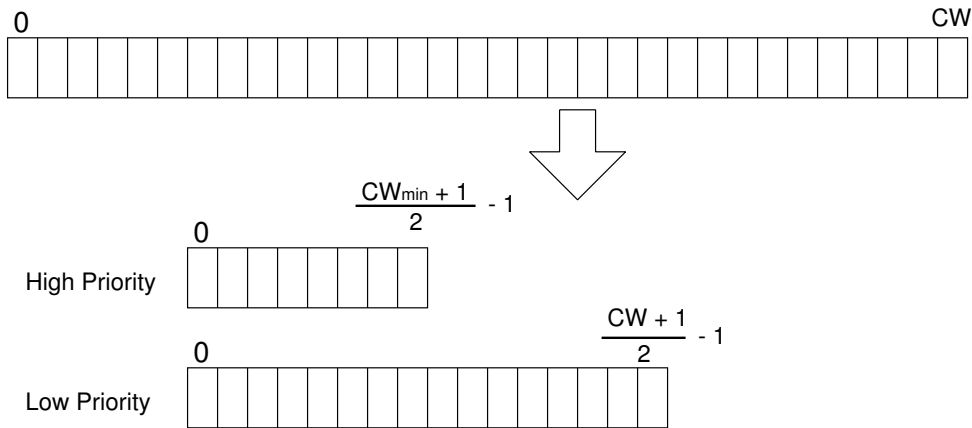 0 CW
CWmin + 1
2
- 1
0
High Priority
CW + 1
2
- 1
0
Low Priority